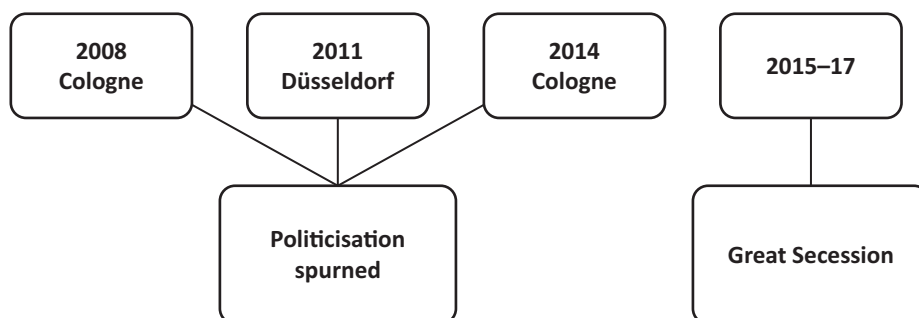 2008
Cologne
2011
Düsseldorf
2014
Cologne
2015–17
Politicisation
spurned
Great Secession